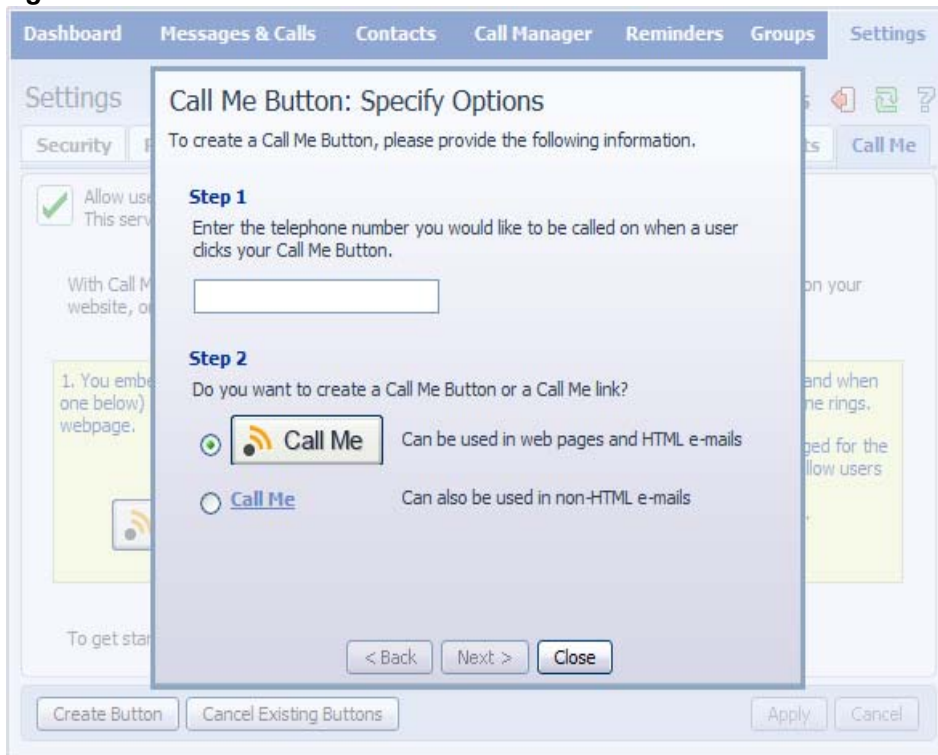 Dashboard Messages & Calls Contacts Call Manager Reminders Groups Settings
Settings
Call Me Button: Specify Options
To create a Call Me Button, please provide the following information.
Security
Call Me
Allow use
This serv
Step 1
Enter the telephone number you would like to be called on when a user
clicks your Call Me Button.
With Call M
on your
website, o
Step 2
Do you want to create a Call Me Button or a Call Me link?
1. You embe
one below)
webpage.
and when
ne rings.
ged for the
llow users
Call Me Can be used in web pages and HTML e-mails
Call Me Can also be used in non-HTML e-mails
To get star
< Back Next > Close
Create Button Cancel Existing Buttons Apply Cancel